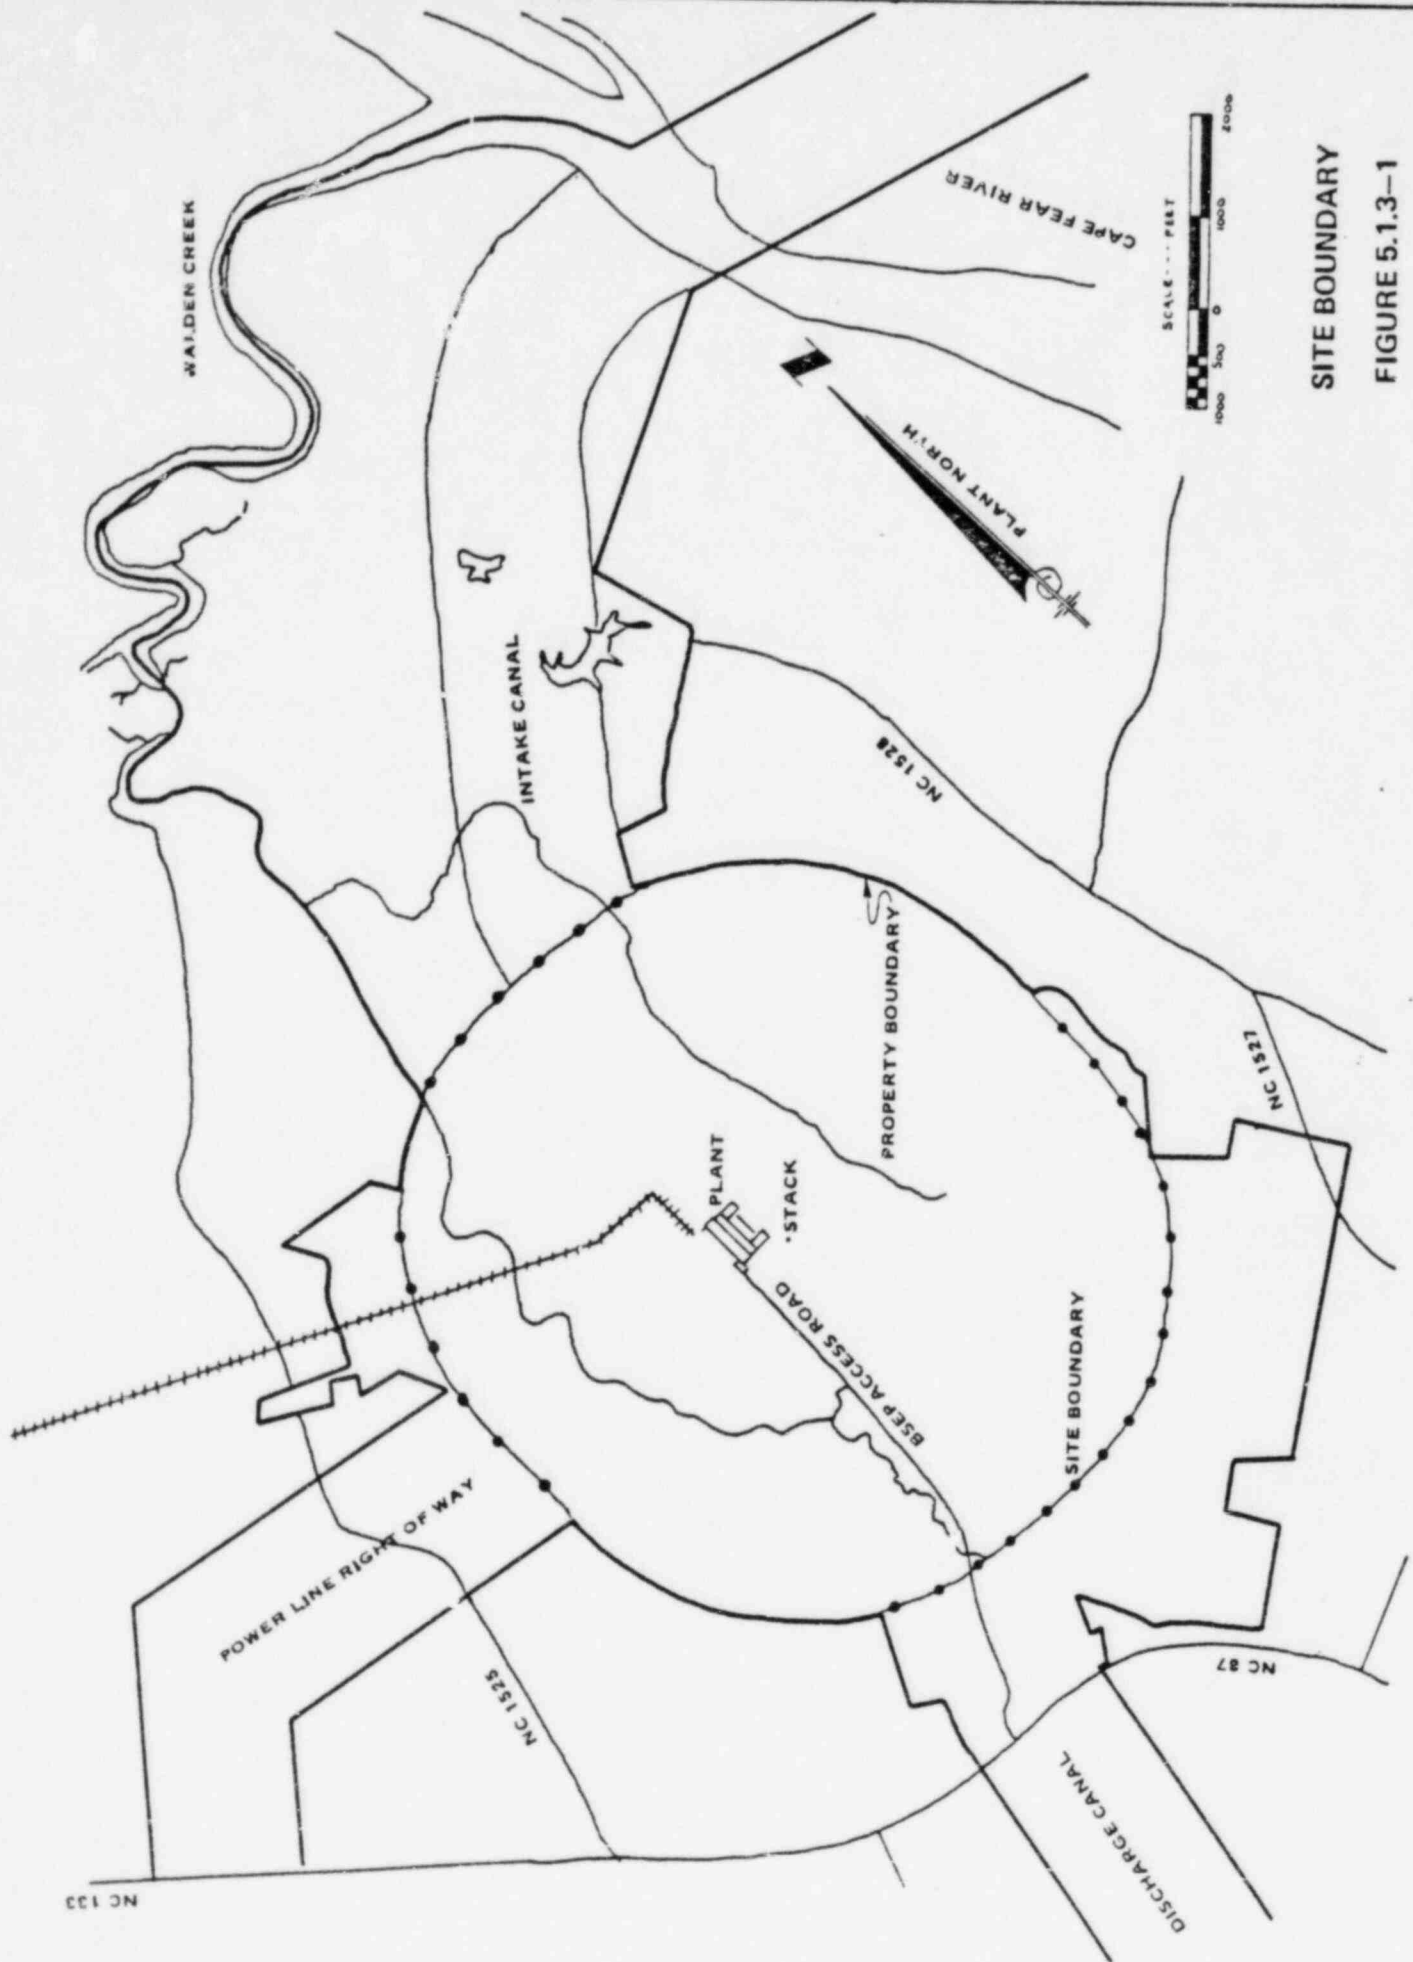 WALDEN CREEK
CAPE FEAR RIVER
INTAKE CANAL
PLANT NORTH
NC 1528
PROPERTY BOUNDARY
NC 1527
PLANT
STACK
BSEP ACCESS ROAD
SITE BOUNDARY
POWER LINE RIGHT OF WAY
NC 1525
NC 87
DISCHARGE CANAL
NC 133
SCALE - - - FEET
1000 500 0 1000 2000
SITE BOUNDARY
FIGURE 5.1.3-1